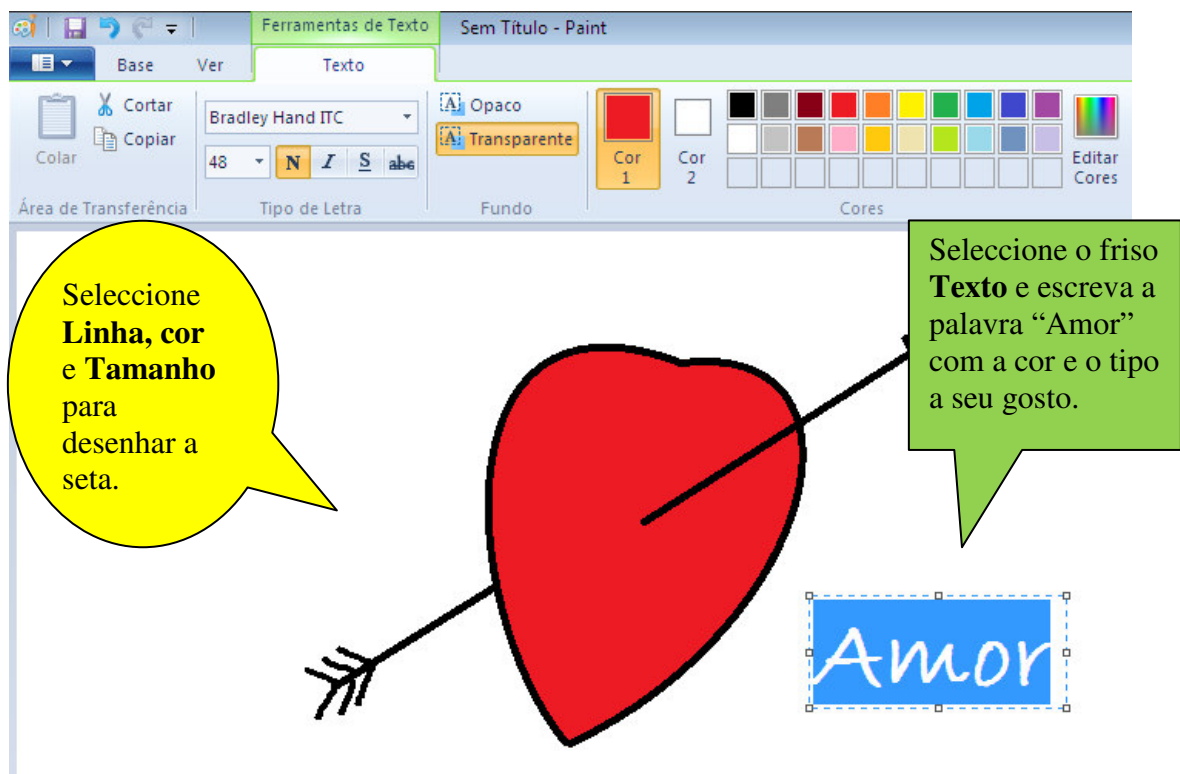 Ferramentas de Texto
Sem Título - Paint
Base
Ver
Texto
Colar
Cortar
Copiar
Área de Transferência
Bradley Hand ITC
48
N
I
S
abc
Tipo de Letra
Opaco
Transparente
Fundo
Cor
1
Cor
2
Editar
Cores
Cores
Seleccione
Linha, cor
e Tamanho
para
desenhar a
seta.
Seleccione o friso
Texto e escreva a
palavra “Amor”
com a cor e o tipo
a seu gosto.
Amor